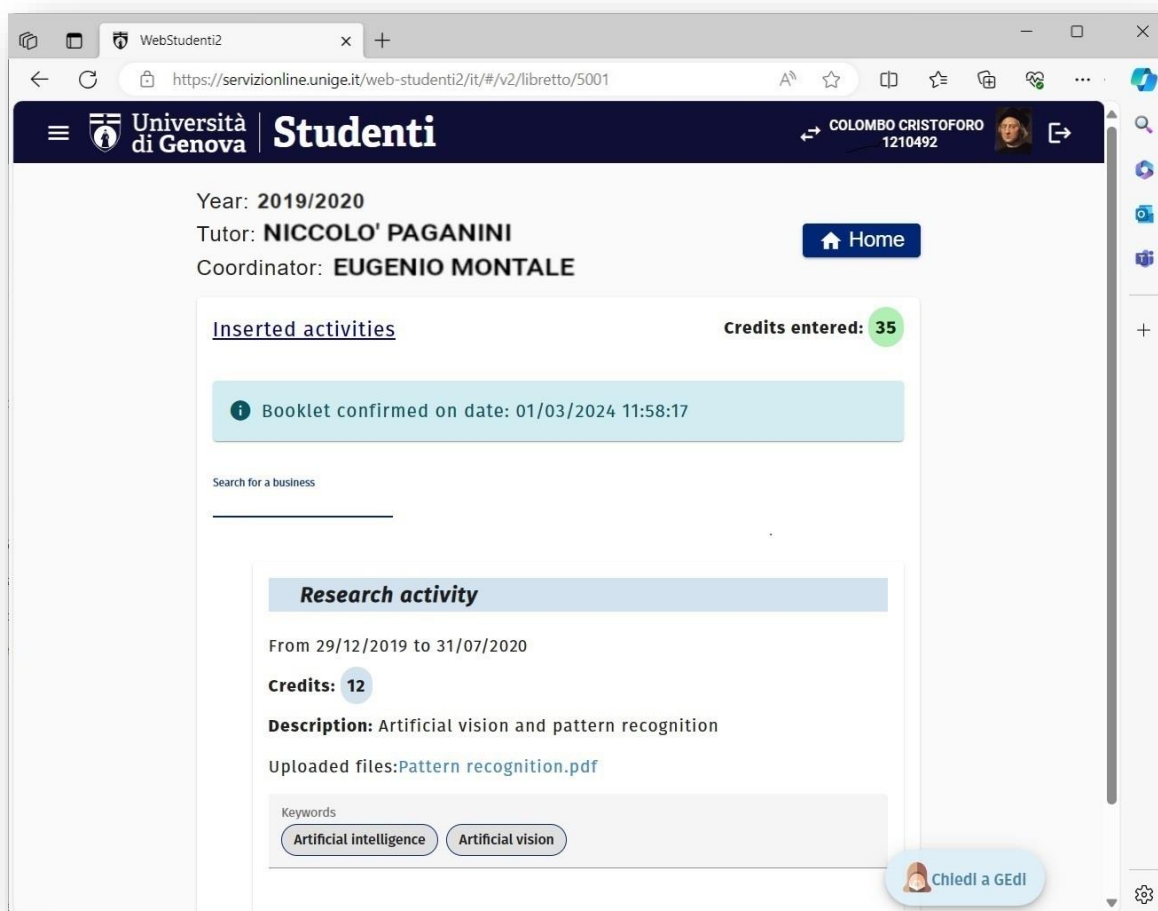 WebStudenti2
https://servizionline.unige.it/web-studenti2/it/#/v2/libretto/5001
Università
di Genova
Studenti
COLOMBO CRISTOFORO
1210492
Year: 2019/2020
Tutor: NICCOLO' PAGANINI
Home
Coordinator: EUGENIO MONTALE
Inserted activities
Credits entered: 35
Booklet confirmed on date: 01/03/2024 11:58:17
Search for a business
Research activity
From 29/12/2019 to 31/07/2020
Credits: 12
Description: Artificial vision and pattern recognition
Uploaded files:Pattern recognition.pdf
Keywords
Artificial intelligence Artificial vision
Chiedi a GEdI